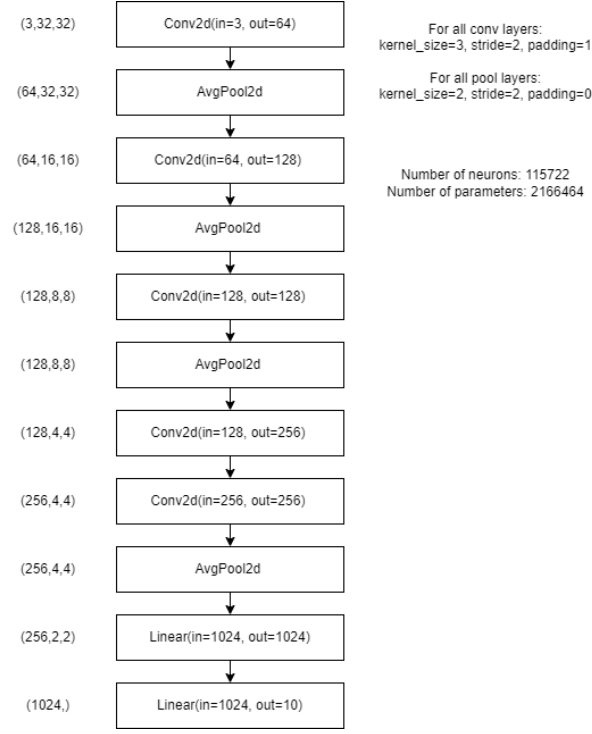 (3,32,32)
Conv2d(in=3, out=64)
For all conv layers:
kernel_size=3, stride=2, padding=1
(64,32,32)
AvgPool2d
For all pool layers:
kernel_size=2, stride=2, padding=0
(64,16,16)
Conv2d(in=64, out=128)
Number of neurons: 115722
Number of parameters: 2166464
(128,16,16)
AvgPool2d
(128,8,8)
Conv2d(in=128, out=128)
(128,8,8)
AvgPool2d
(128,4,4)
Conv2d(in=128, out=256)
(256,4,4)
Conv2d(in=256, out=256)
(256,4,4)
AvgPool2d
(256,2,2)
Linear(in=1024, out=1024)
(1024,)
Linear(in=1024, out=10)